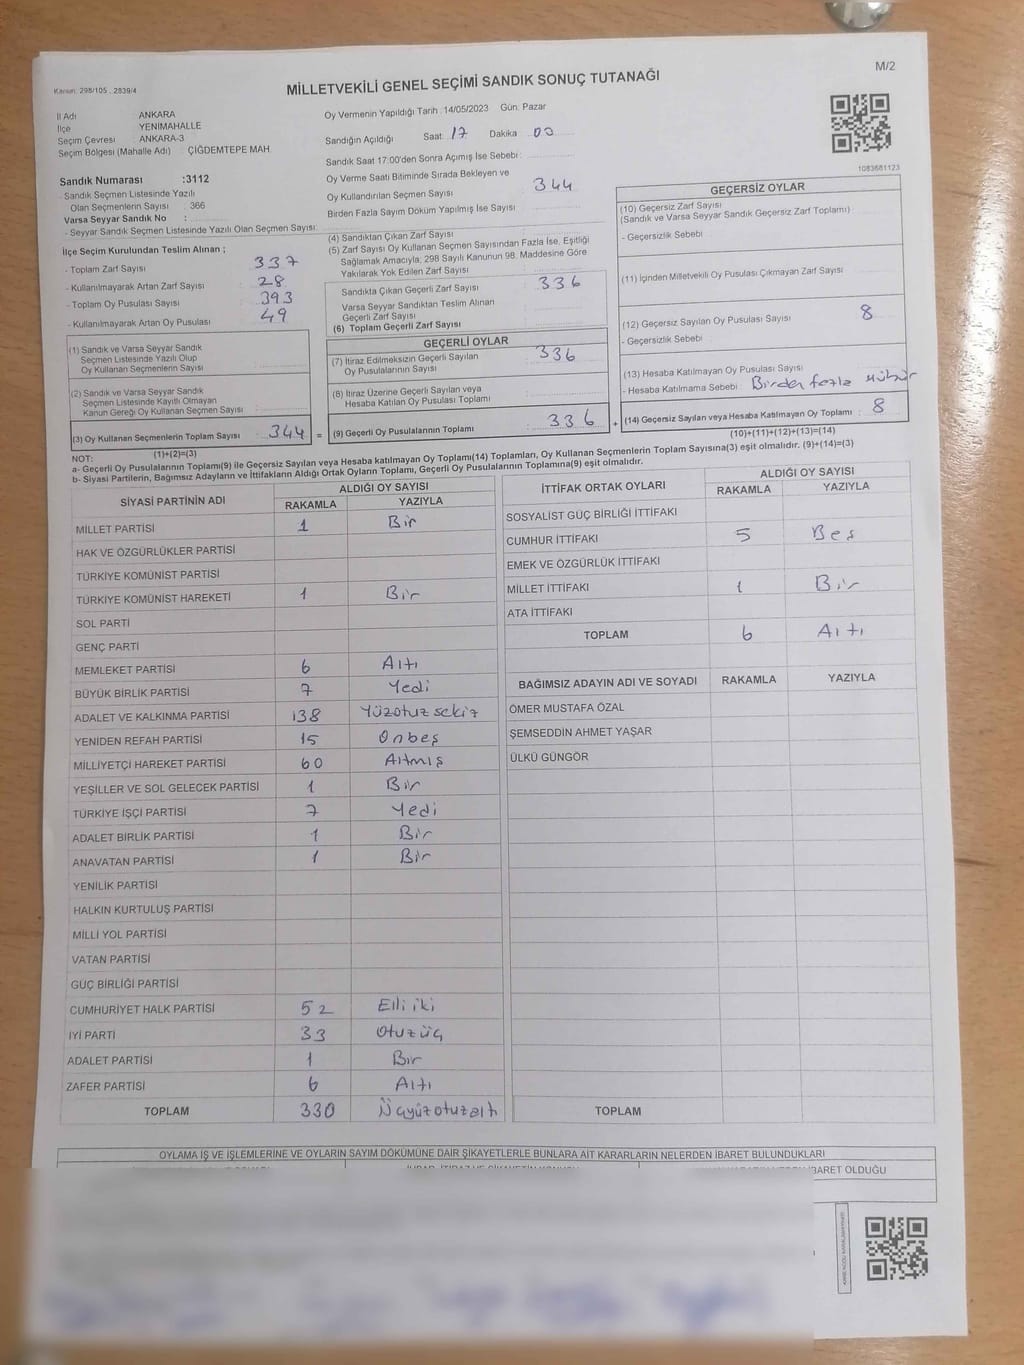 M/2
Kanun: 298/105 , 2839/4
MİLLETVEKİLİ GENEL SEÇİMİ SANDIK SONUÇ TUTANAĞI
İl Adı ANKARA
İlçe YENİMAHALLE
Seçim Çevresi ANKARA-3
Seçim Bölgesi (Mahalle Adı) ÇİĞDEMTEPE MAH.
Oy Vermenin Yapıldığı Tarih : 14/05/2023 Gün: Pazar
Sandığın Açıldığı Saat: 17 Dakika : 00
Sandık Saat 17:00'den Sonra Açımış İse Sebebi :
1083681123
Sandık Numarası :3112
- Sandık Seçmen Listesinde Yazılı
Olan Seçmenlerin Sayısı : 366
Varsa Seyyar Sandık No :
- Seyyar Sandık Seçmen Listesinde Yazılı Olan Seçmen Sayısı:
Oy Verme Saati Bitiminde Sırada Bekleyen ve
Oy Kullandırılan Seçmen Sayısı : 344
Birden Fazla Sayım Döküm Yapılmış İse Sayısı :
İlçe Seçim Kurulundan Teslim Alınan ;
- Toplam Zarf Sayısı : 337
- Kullanılmayarak Artan Zarf Sayısı : 28
- Toplam Oy Pusulası Sayısı : 393
- Kullanılmayarak Artan Oy Pusulası : 49
(1) Sandık ve Varsa Seyyar Sandık
Seçmen Listesinde Yazılı Olup
Oy Kullanan Seçmenlerin Sayısı :
(2) Sandık ve Varsa Seyyar Sandık
Seçmen Listesinde Kayıtlı Olmayan
Kanun Gereği Oy Kullanan Seçmen Sayısı :
(3) Oy Kullanan Seçmenlerin Toplam Sayısı : 344
(1)+(2)=(3)
(4) Sandıktan Çıkan Zarf Sayısı :
(5) Zarf Sayısı Oy Kullanan Seçmen Sayısından Fazla İse, Eşitliği
Sağlamak Amacıyla, 298 Sayılı Kanunun 98. Maddesine Göre
Yakılarak Yok Edilen Zarf Sayısı :
Sandıkta Çıkan Geçerli Zarf Sayısı : 336
Varsa Seyyar Sandıktan Teslim Alınan
Geçerli Zarf Sayısı :
(6) Toplam Geçerli Zarf Sayısı :
GEÇERLİ OYLAR
(7) İtiraz Edilmeksizin Geçerli Sayılan
Oy Pusulalarının Sayısı : 336
(8) İtiraz Üzerine Geçerli Sayılan veya
Hesaba Katılan Oy Pusulası Toplamı :
= (9) Geçerli Oy Pusulalarının Toplamı : 336 +
GEÇERSİZ OYLAR
(10) Geçersiz Zarf Sayısı
(Sandık ve Varsa Seyyar Sandık Geçersiz Zarf Toplamı) :
- Geçersizlik Sebebi :
(11) İçinden Milletvekili Oy Pusulası Çıkmayan Zarf Sayısı :
(12) Geçersiz Sayılan Oy Pusulası Sayısı : 8
- Geçersizlik Sebebi :
(13) Hesaba Katılmayan Oy Pusulası Sayısı :
- Hesaba Katılmama Sebebi : Birden fazla mühür
(14) Geçersiz Sayılan veya Hesaba Katılmayan Oy Toplamı : 8
(10)+(11)+(12)+(13)=(14)
NOT:
a- Geçerli Oy Pusulalarının Toplamı(9) ile Geçersiz Sayılan veya Hesaba katılmayan Oy Toplamı(14) Toplamları, Oy Kullanan Seçmenlerin Toplam Sayısına(3) eşit olmalıdır. (9)+(14)=(3)
b- Siyasi Partilerin, Bağımsız Adayların ve İttifakların Aldığı Ortak Oyların Toplamı, Geçerli Oy Pusulalarının Toplamına(9) eşit olmalıdır.
SİYASİ PARTİNİN ADI ALDIĞI OY SAYISI
RAKAMLA YAZIYLA
MİLLET PARTİSİ 1 Bir
HAK VE ÖZGÜRLÜKLER PARTİSİ
TÜRKİYE KOMÜNİST PARTİSİ
TÜRKİYE KOMÜNİST HAREKETİ 1 Bir
SOL PARTİ
GENÇ PARTİ
MEMLEKET PARTİSİ 6 Altı
BÜYÜK BİRLİK PARTİSİ 7 Yedi
ADALET VE KALKINMA PARTİSİ 138 Yüzotuzsekiz
YENİDEN REFAH PARTİSİ 15 Onbeş
MİLLİYETÇİ HAREKET PARTİSİ 60 Altmış
YEŞİLLER VE SOL GELECEK PARTİSİ 1 Bir
TÜRKİYE İŞÇİ PARTİSİ 7 Yedi
ADALET BİRLİK PARTİSİ 1 Bir
ANAVATAN PARTİSİ 1 Bir
YENİLİK PARTİSİ
HALKIN KURTULUŞ PARTİSİ
MİLLİ YOL PARTİSİ
VATAN PARTİSİ
GÜÇ BİRLİĞİ PARTİSİ
CUMHURİYET HALK PARTİSİ 52 Elli iki
İYİ PARTİ 33 Otuzüç
ADALET PARTİSİ 1 Bir
ZAFER PARTİSİ 6 Altı
TOPLAM 330 Üçyüzotuzaltı
İTTİFAK ORTAK OYLARI ALDIĞI OY SAYISI
RAKAMLA YAZIYLA
SOSYALİST GÜÇ BİRLİĞİ İTTİFAKI
CUMHUR İTTİFAKI 5 Beş
EMEK VE ÖZGÜRLÜK İTTİFAKI
MİLLET İTTİFAKI 1 Bir
ATA İTTİFAKI
TOPLAM 6 Altı
BAĞIMSIZ ADAYIN ADI VE SOYADI RAKAMLA YAZIYLA
ÖMER MUSTAFA ÖZAL
ŞEMSEDDİN AHMET YAŞAR
ÜLKÜ GÜNGÖR
TOPLAM
OYLAMA İŞ VE İŞLEMLERİNE VE OYLARIN SAYIM DÖKÜMÜNE DAİR ŞİKAYETLERLE BUNLARA AİT KARARLARIN NELERDEN İBARET BULUNDUKLARI
BARET OLDUĞU